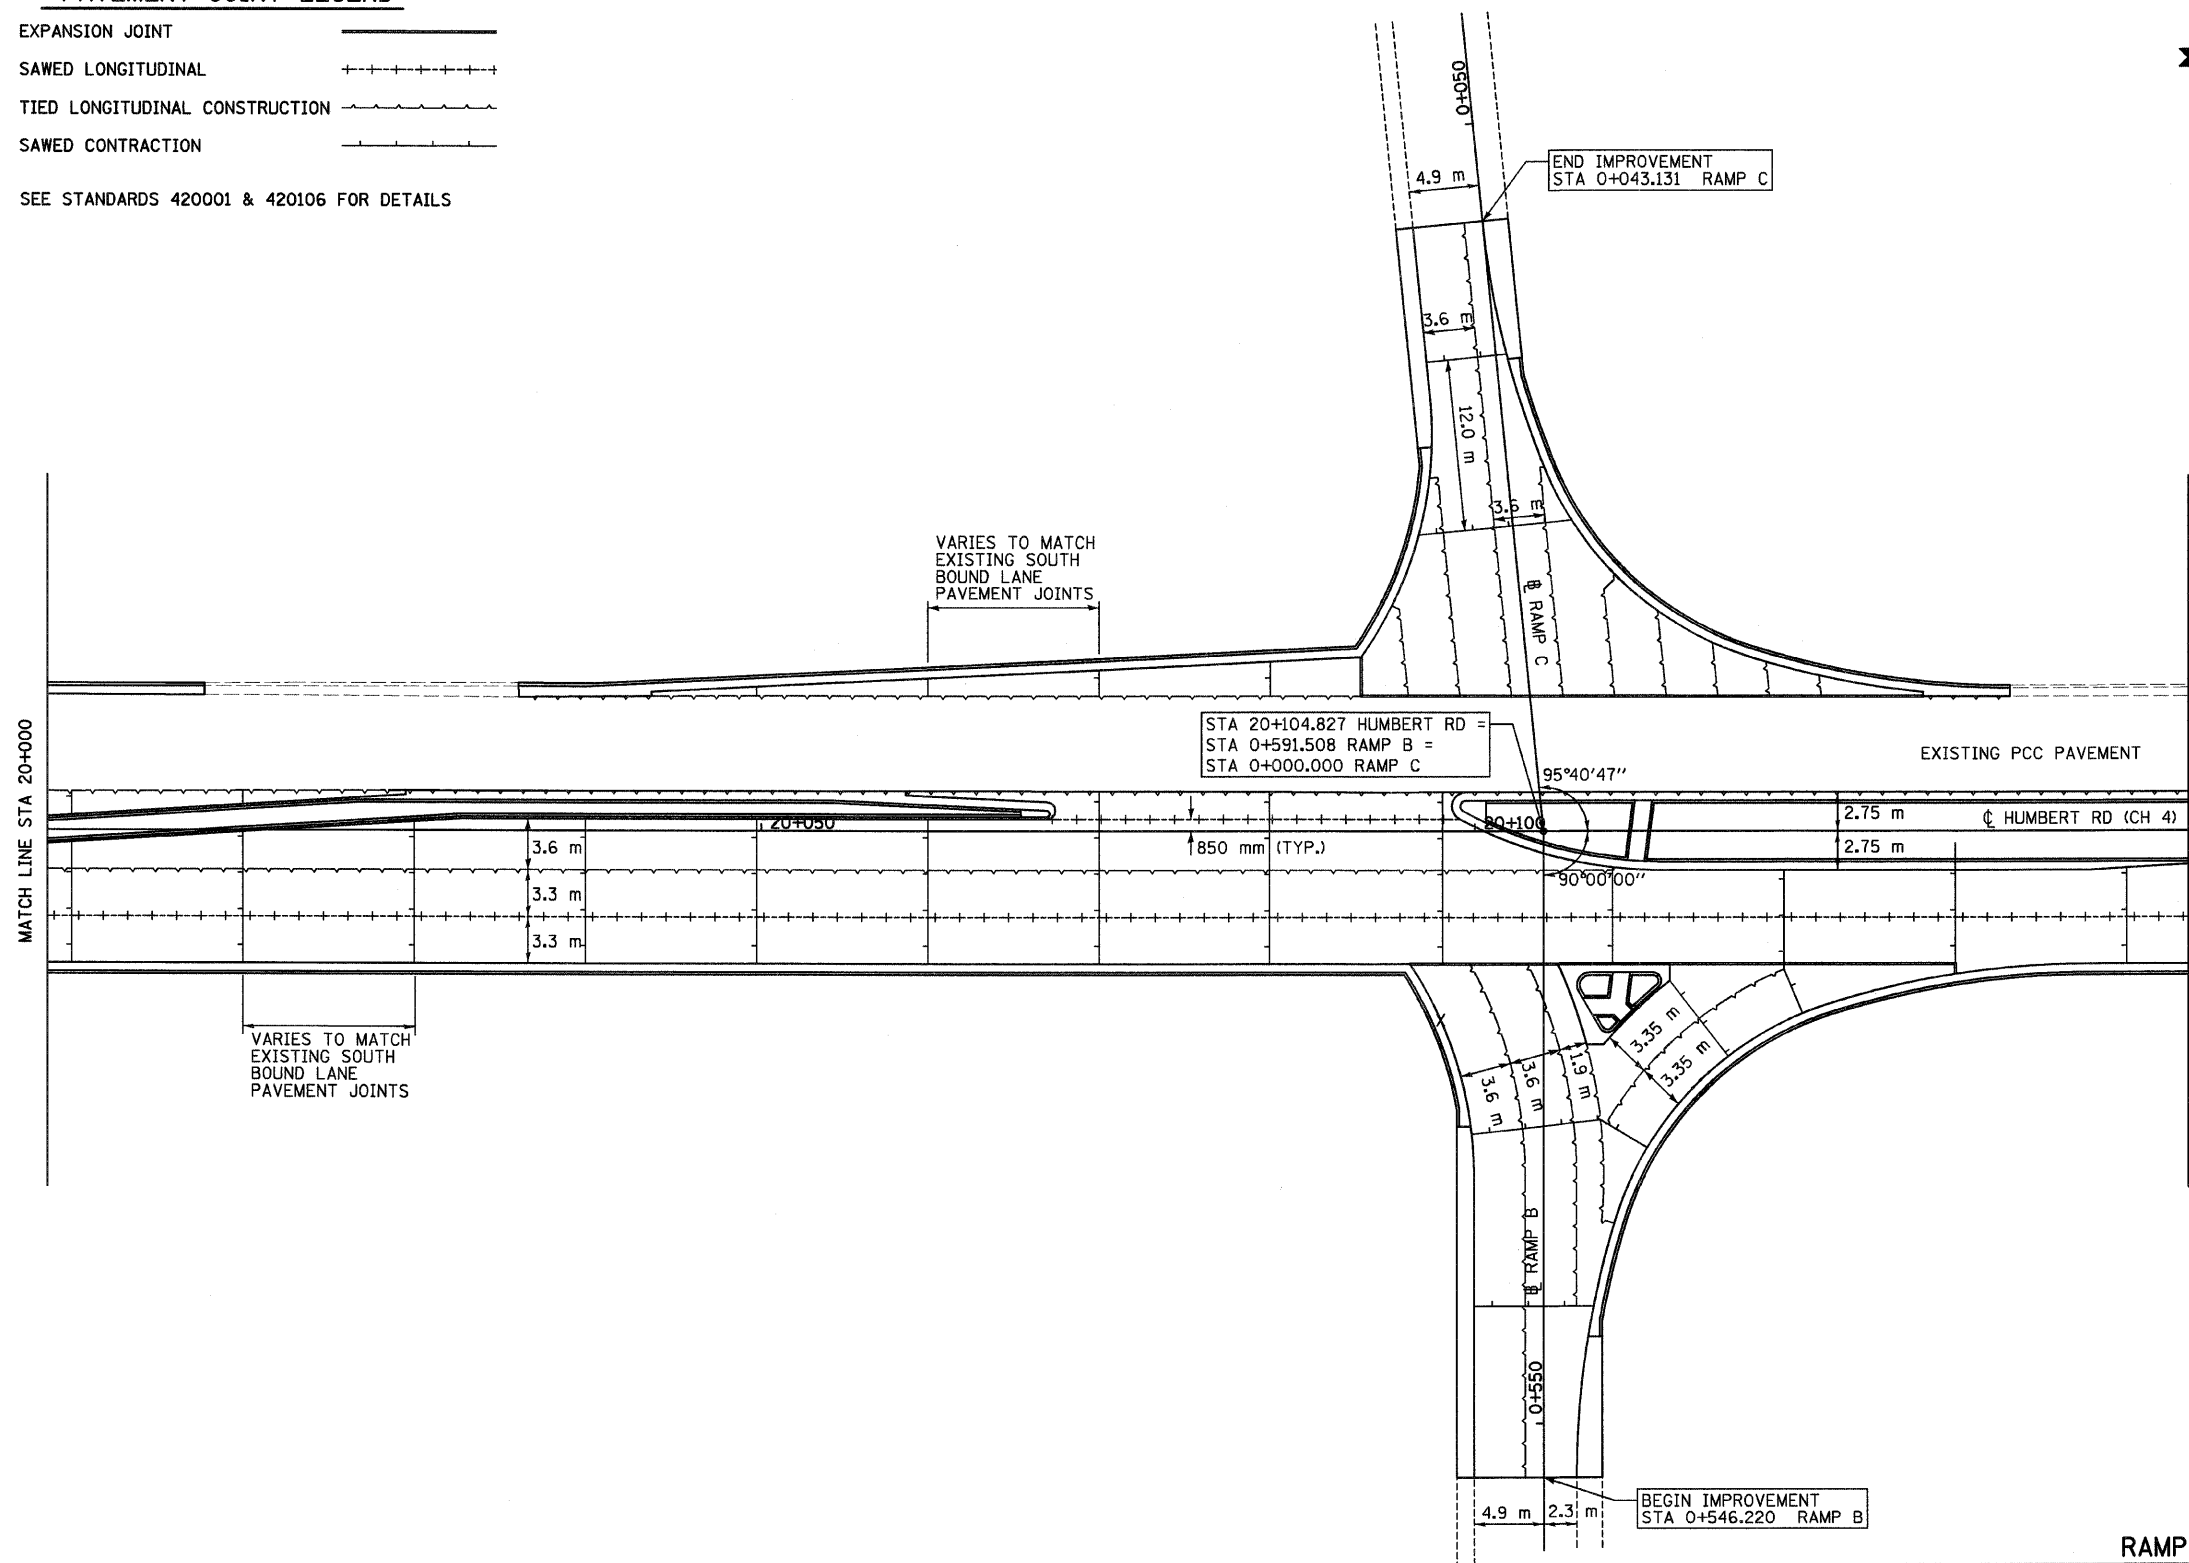 PAVEMENT JOINT LEGEND
EXPANSION JOINT
SAWED LONGITUDINAL
TIED LONGITUDINAL CONSTRUCTION
SAWED CONTRACTION
SEE STANDARDS 420001 & 420106 FOR DETAILS
0+050
END IMPROVEMENT
STA 0+043.131 RAMP C
4.9 m
3.6 m
12.0 m
3.6 m
℄ RAMP C
VARIES TO MATCH
EXISTING SOUTH
BOUND LANE
PAVEMENT JOINTS
MATCH LINE STA 20+000
STA 20+104.827 HUMBERT RD =
STA 0+591.508 RAMP B =
STA 0+000.000 RAMP C
EXISTING PCC PAVEMENT
95°40'47''
20+050
20+100
2.75 m
℄ HUMBERT RD (CH 4)
3.6 m
850 mm (TYP.)
2.75 m
90°00'00''
3.3 m
3.3 m
VARIES TO MATCH
EXISTING SOUTH
BOUND LANE
PAVEMENT JOINTS
3.35 m
3.35 m
3.6 m
3.6 m
1.9 m
℄ RAMP B
0+550
BEGIN IMPROVEMENT
STA 0+546.220 RAMP B
4.9 m
2.3 m
RAMP